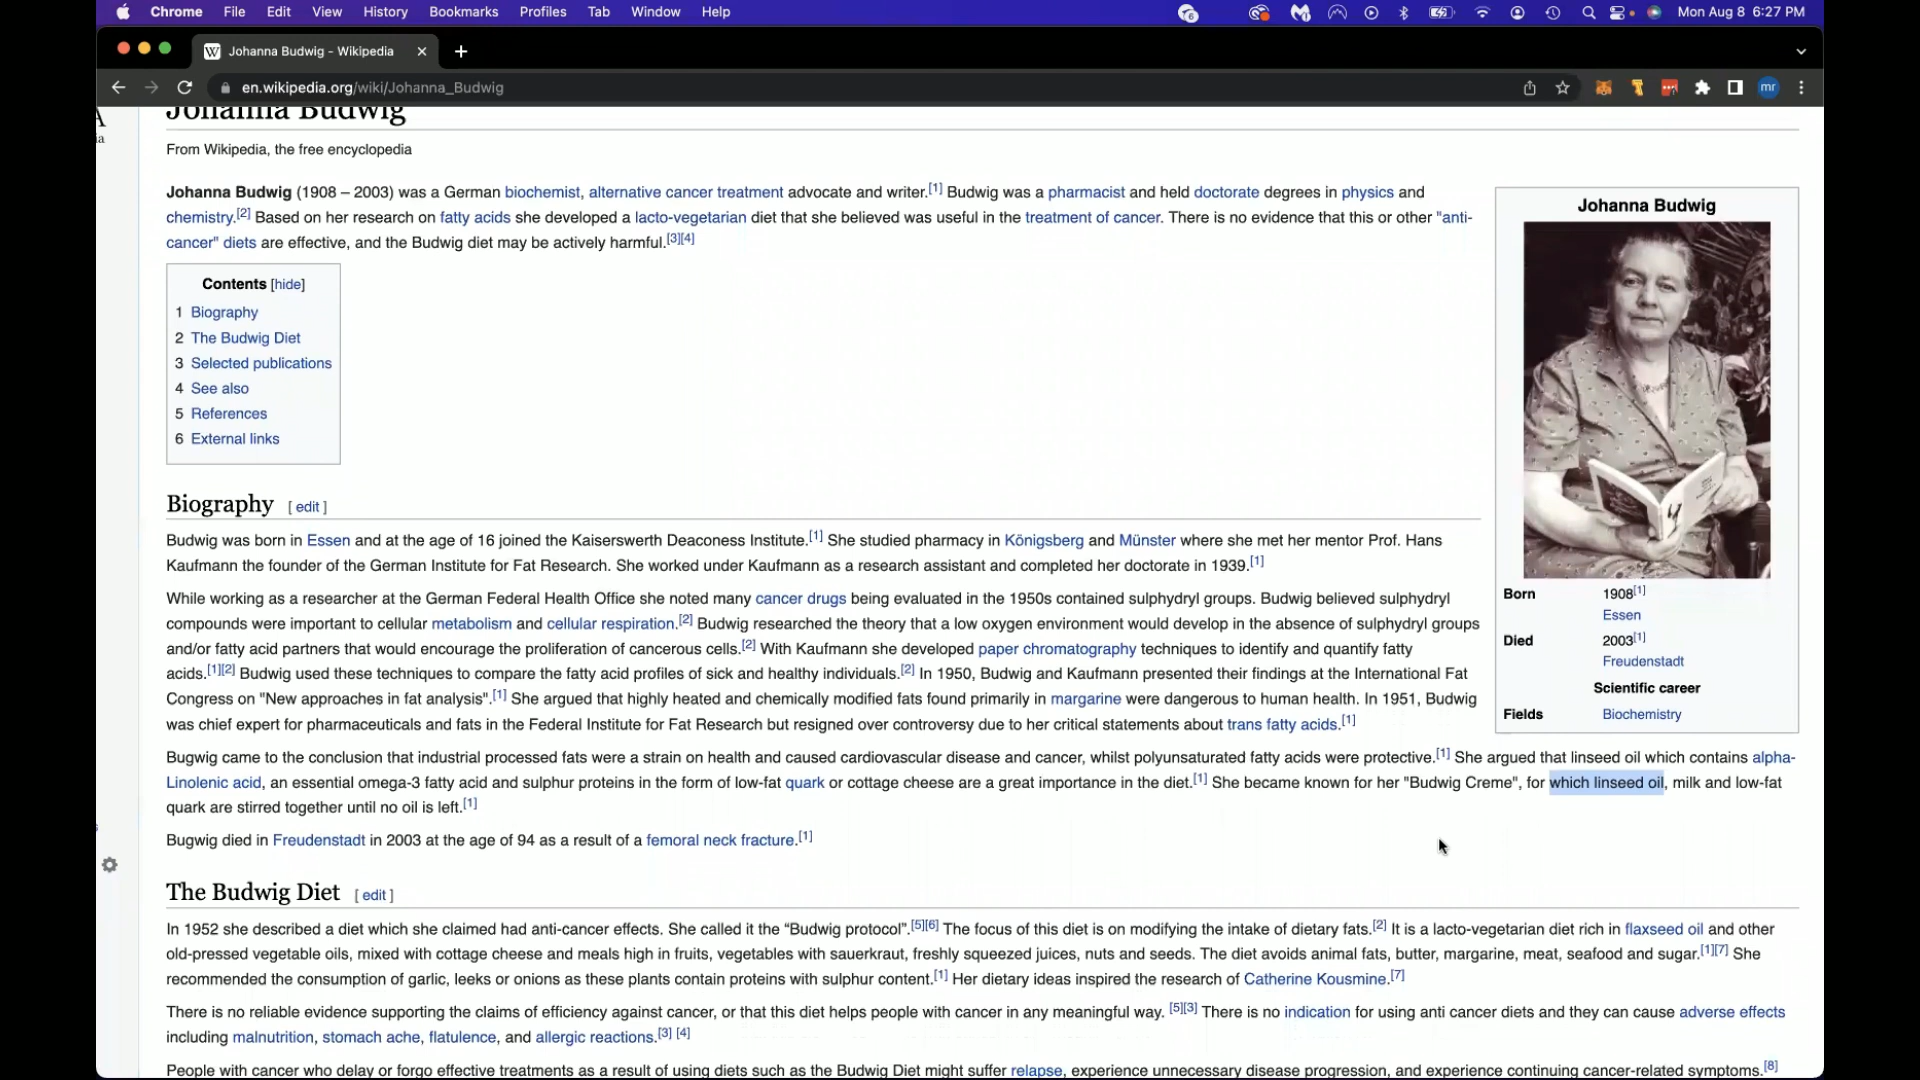 Chrome File Edit View History Bookmarks Profiles Tab Window Help Mon Aug 8 6:27 PM
Johanna Budwig - Wikipedia
en.wikipedia.org/wiki/Johanna_Budwig mr
Johanna Budwig
From Wikipedia, the free encyclopedia
Johanna Budwig (1908 – 2003) was a German biochemist, alternative cancer treatment advocate and writer.[1] Budwig was a pharmacist and held doctorate degrees in physics and
chemistry.[2] Based on her research on fatty acids she developed a lacto-vegetarian diet that she believed was useful in the treatment of cancer. There is no evidence that this or other "anti-
cancer" diets are effective, and the Budwig diet may be actively harmful.[3][4]
Contents [hide]
1 Biography
2 The Budwig Diet
3 Selected publications
4 See also
5 References
6 External links
Johanna Budwig
Born 1908[1]
Essen
Died 2003[1]
Freudenstadt
Scientific career
Fields Biochemistry
Biography [ edit ]
Budwig was born in Essen and at the age of 16 joined the Kaiserswerth Deaconess Institute.[1] She studied pharmacy in Königsberg and Münster where she met her mentor Prof. Hans
Kaufmann the founder of the German Institute for Fat Research. She worked under Kaufmann as a research assistant and completed her doctorate in 1939.[1]
While working as a researcher at the German Federal Health Office she noted many cancer drugs being evaluated in the 1950s contained sulphydryl groups. Budwig believed sulphydryl
compounds were important to cellular metabolism and cellular respiration.[2] Budwig researched the theory that a low oxygen environment would develop in the absence of sulphydryl groups
and/or fatty acid partners that would encourage the proliferation of cancerous cells.[2] With Kaufmann she developed paper chromatography techniques to identify and quantify fatty
acids.[1][2] Budwig used these techniques to compare the fatty acid profiles of sick and healthy individuals.[2] In 1950, Budwig and Kaufmann presented their findings at the International Fat
Congress on "New approaches in fat analysis".[1] She argued that highly heated and chemically modified fats found primarily in margarine were dangerous to human health. In 1951, Budwig
was chief expert for pharmaceuticals and fats in the Federal Institute for Fat Research but resigned over controversy due to her critical statements about trans fatty acids.[1]
Bugwig came to the conclusion that industrial processed fats were a strain on health and caused cardiovascular disease and cancer, whilst polyunsaturated fatty acids were protective.[1] She argued that linseed oil which contains alpha-
Linolenic acid, an essential omega-3 fatty acid and sulphur proteins in the form of low-fat quark or cottage cheese are a great importance in the diet.[1] She became known for her "Budwig Creme", for which linseed oil, milk and low-fat
quark are stirred together until no oil is left.[1]
Bugwig died in Freudenstadt in 2003 at the age of 94 as a result of a femoral neck fracture.[1]
The Budwig Diet [ edit ]
In 1952 she described a diet which she claimed had anti-cancer effects. She called it the “Budwig protocol”.[5][6] The focus of this diet is on modifying the intake of dietary fats.[2] It is a lacto-vegetarian diet rich in flaxseed oil and other
old-pressed vegetable oils, mixed with cottage cheese and meals high in fruits, vegetables with sauerkraut, freshly squeezed juices, nuts and seeds. The diet avoids animal fats, butter, margarine, meat, seafood and sugar.[1][7] She
recommended the consumption of garlic, leeks or onions as these plants contain proteins with sulphur content.[1] Her dietary ideas inspired the research of Catherine Kousmine.[7]
There is no reliable evidence supporting the claims of efficiency against cancer, or that this diet helps people with cancer in any meaningful way. [5][3] There is no indication for using anti cancer diets and they can cause adverse effects
including malnutrition, stomach ache, flatulence, and allergic reactions.[3] [4]
People with cancer who delay or forgo effective treatments as a result of using diets such as the Budwig Diet might suffer relapse, experience unnecessary disease progression, and experience continuing cancer-related symptoms.[8]